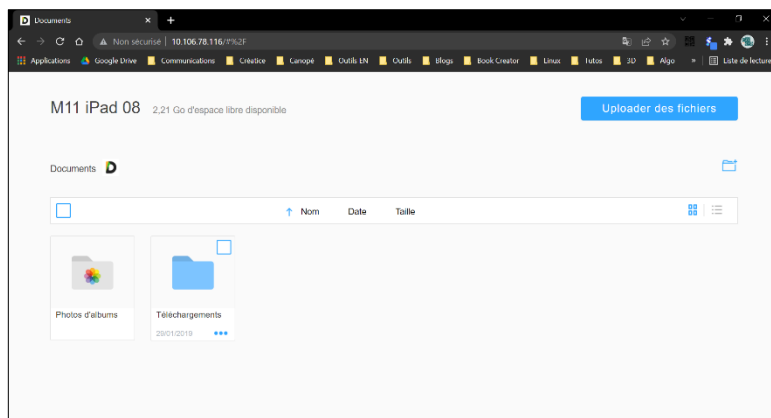 Documents
Non sécurisé | 10.106.78.116/#%2F
Applications Google Drive Communications Créatice Canopé Outils EN Outils Blogs Book Creator Linux Tutos 3D Algo » Liste de lecture
M11 iPad 08 2,21 Go d'espace libre disponible Uploader des fichiers
Documents
Nom Date Taille
Photos d'albums Téléchargements
29/01/2019